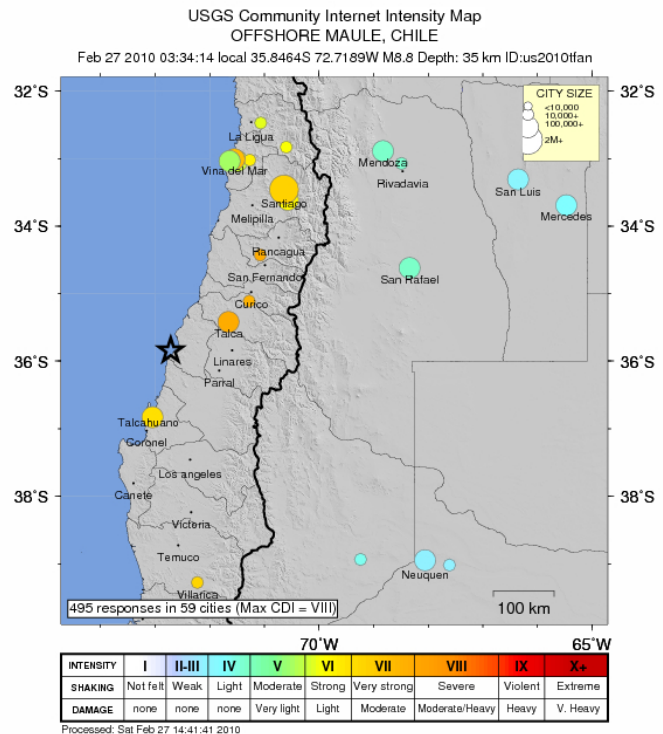 USGS Community Internet Intensity Map
OFFSHORE MAULE, CHILE
Feb 27 2010 03:34:14 local 35.8464S 72.7189W M8.8 Depth: 35 km ID:us2010tfan
32°S
34°S
36°S
38°S
CITY SIZE
<10,000
10,000+
100,000+
2M+
La Ligua
Vina del Mar
Mendoza
Rivadavia
San Luis
Mercedes
Santiago
Melipilla
Rancagua
San Fernando
San Rafael
Curico
Talca
Linares
Parral
Talcahuano
Coronel
Los angeles
Canete
Victoria
Temuco
Neuquen
Villarica
495 responses in 59 cities (Max CDI = VIII)
100 km
70°W
65°W
INTENSITY I II-III IV V VI VII VIII IX X+
SHAKING Not felt Weak Light Moderate Strong Very strong Severe Violent Extreme
DAMAGE none none none Very light Light Moderate Moderate/Heavy Heavy V. Heavy
Processed: Sat Feb 27 14:41:41 2010